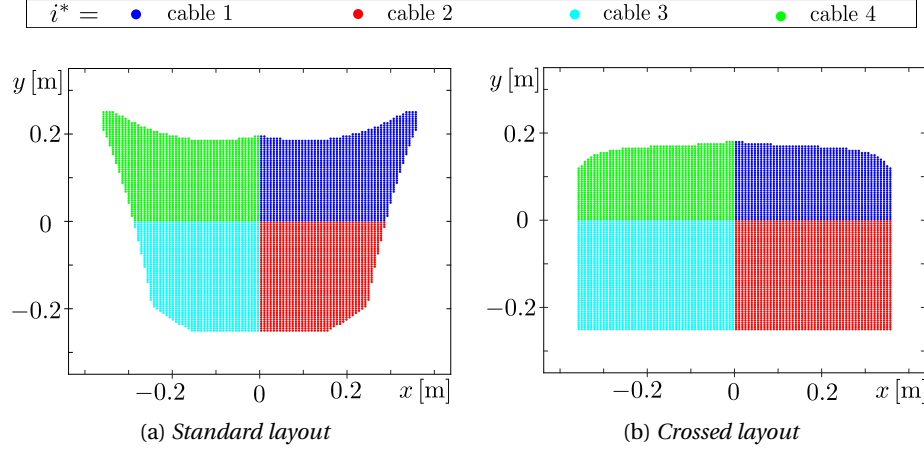 i* = cable 1 cable 2 cable 3 cable 4
y [m] y [m]
0.2 0.2
0 0
−0.2 −0.2
−0.2 0 0.2 x [m] −0.2 0 0.2 x [m]
(a) Standard layout (b) Crossed layout